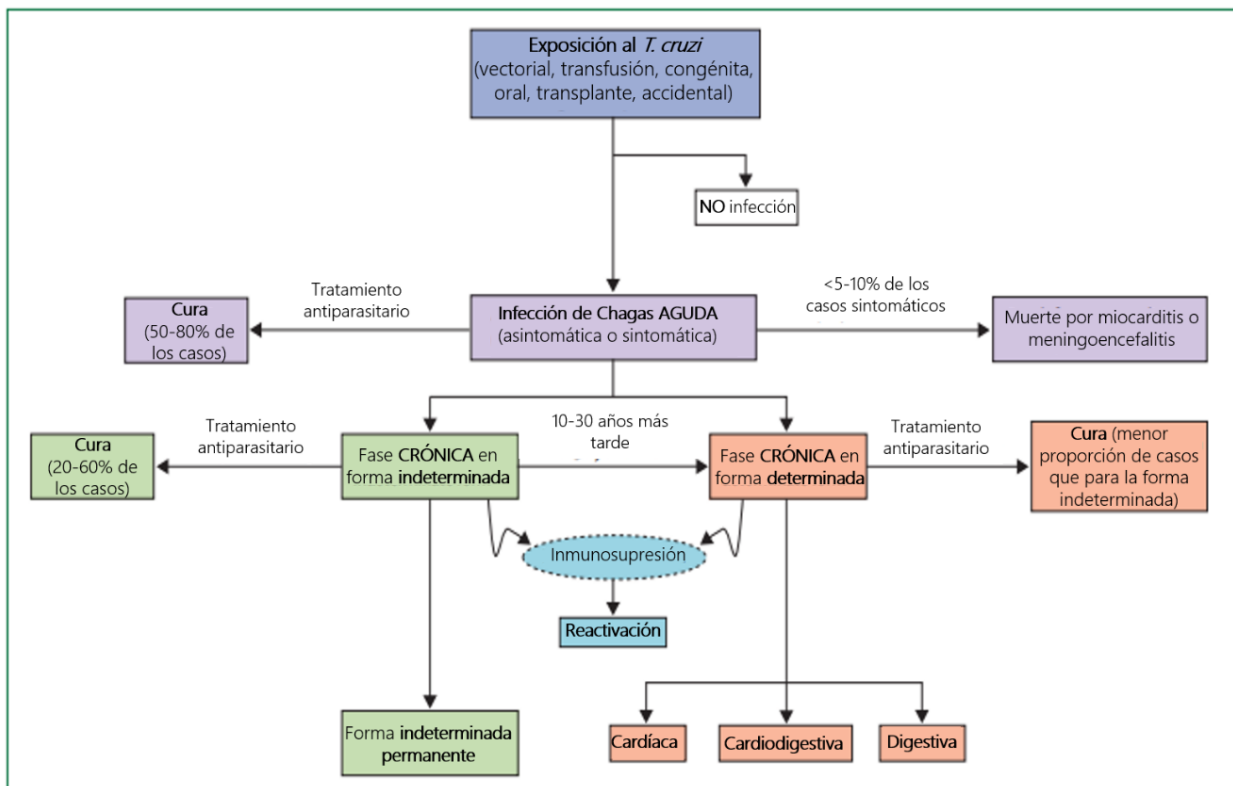 Exposición al T. cruzi
(vectorial, transfusión, congénita,
oral, transplante, accidental)
NO infección
Tratamiento
antiparasitario
<5-10% de los
casos sintomáticos
Cura
(50-80% de
los casos)
Infección de Chagas AGUDA
(asintomática o sintomática)
Muerte por miocarditis o
meningoencefalitis
Tratamiento
antiparasitario
10-30 años más
tarde
Tratamiento
antiparasitario
Cura
(20-60% de
los casos)
Fase CRÓNICA en
forma indeterminada
Fase CRÓNICA en
forma determinada
Cura (menor
proporción de casos
que para la forma
indeterminada)
Inmunosupresión
Reactivación
Forma indeterminada
permanente
Cardíaca
Cardiodigestiva
Digestiva